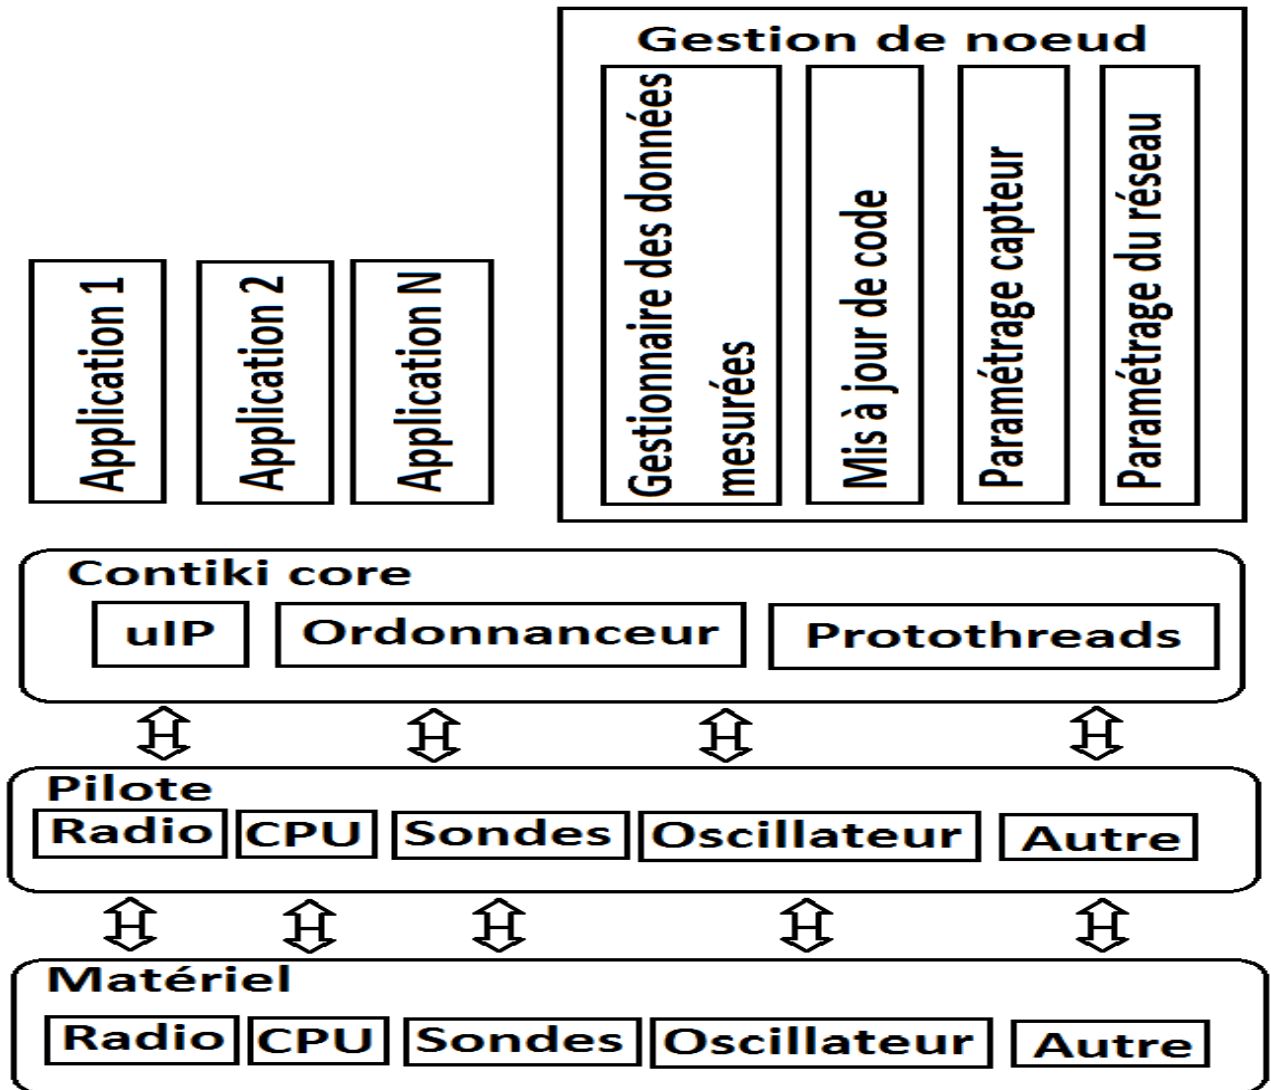 Gestion de noeud
Application 1
Application 2
Application N
Gestionnaire des données
mesurées
Mis à jour de code
Paramétrage capteur
Paramétrage du réseau
Contiki core
uIP
Ordonnanceur
Protothreads
Pilote
Radio
CPU
Sondes
Oscillateur
Autre
Matériel
Radio
CPU
Sondes
Oscillateur
Autre